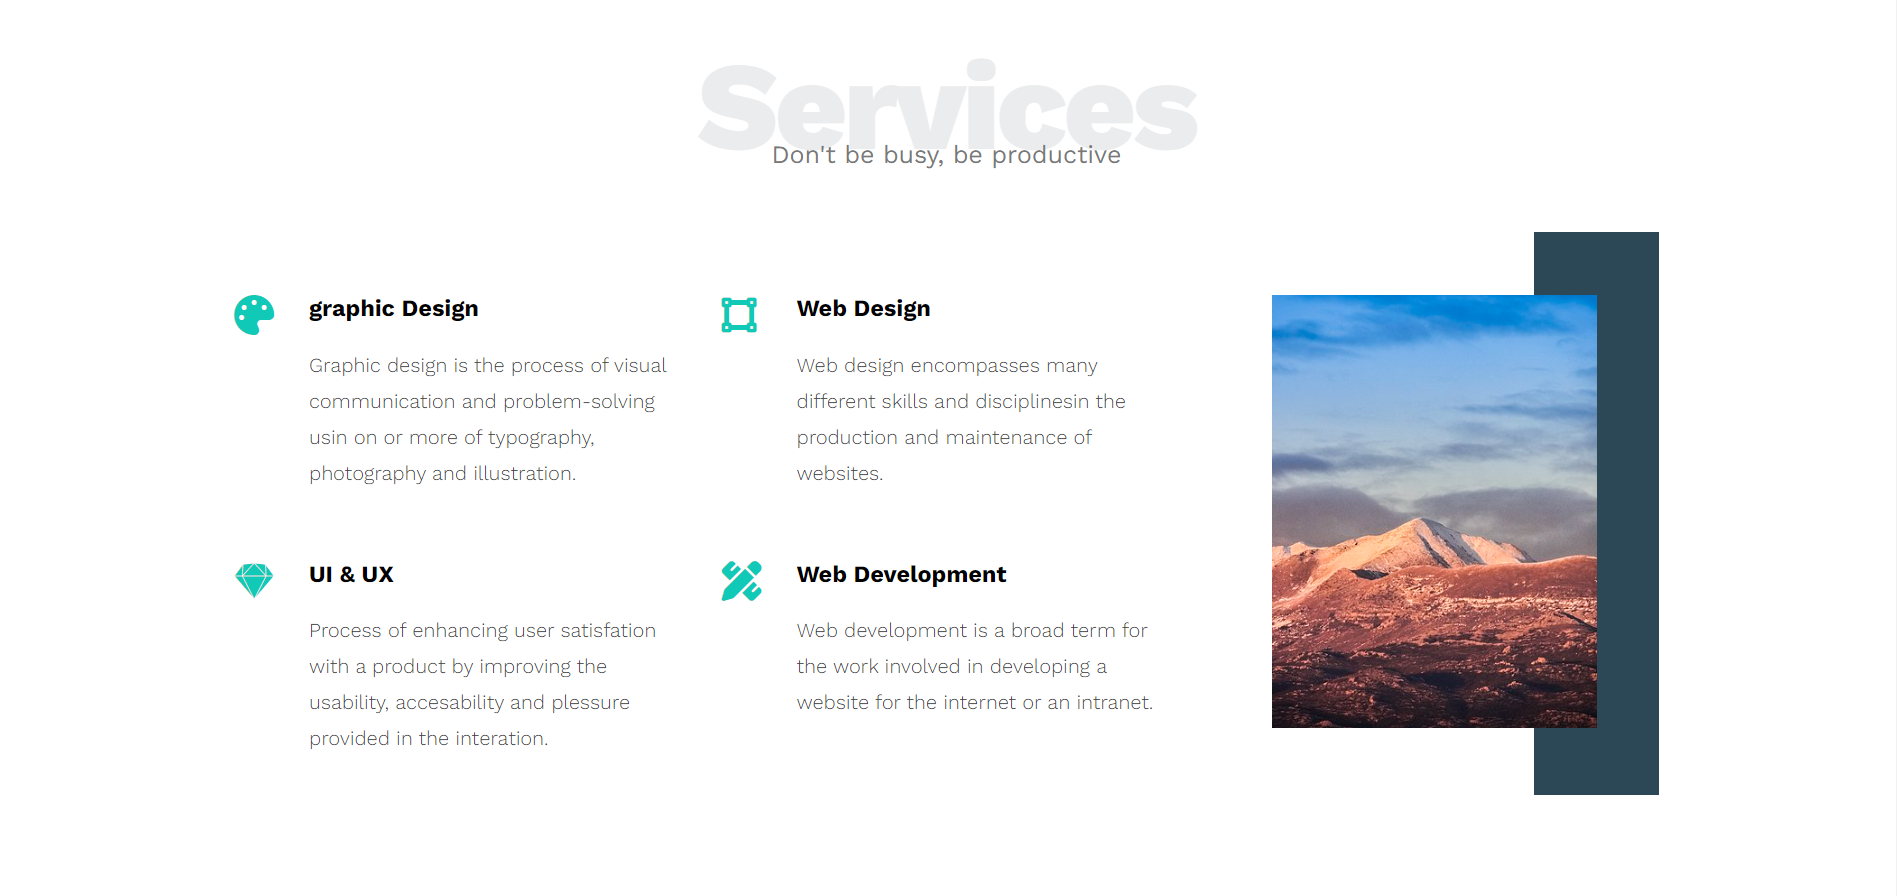 Services
Don't be busy, be productive
graphic Design
Graphic design is the process of visual
communication and problem-solving
usin on or more of typography,
photography and illustration.
Web Design
Web design encompasses many
different skills and disciplinesin the
production and maintenance of
websites.
UI & UX
Process of enhancing user satisfation
with a product by improving the
usability, accesability and plessure
provided in the interation.
Web Development
Web development is a broad term for
the work involved in developing a
website for the internet or an intranet.